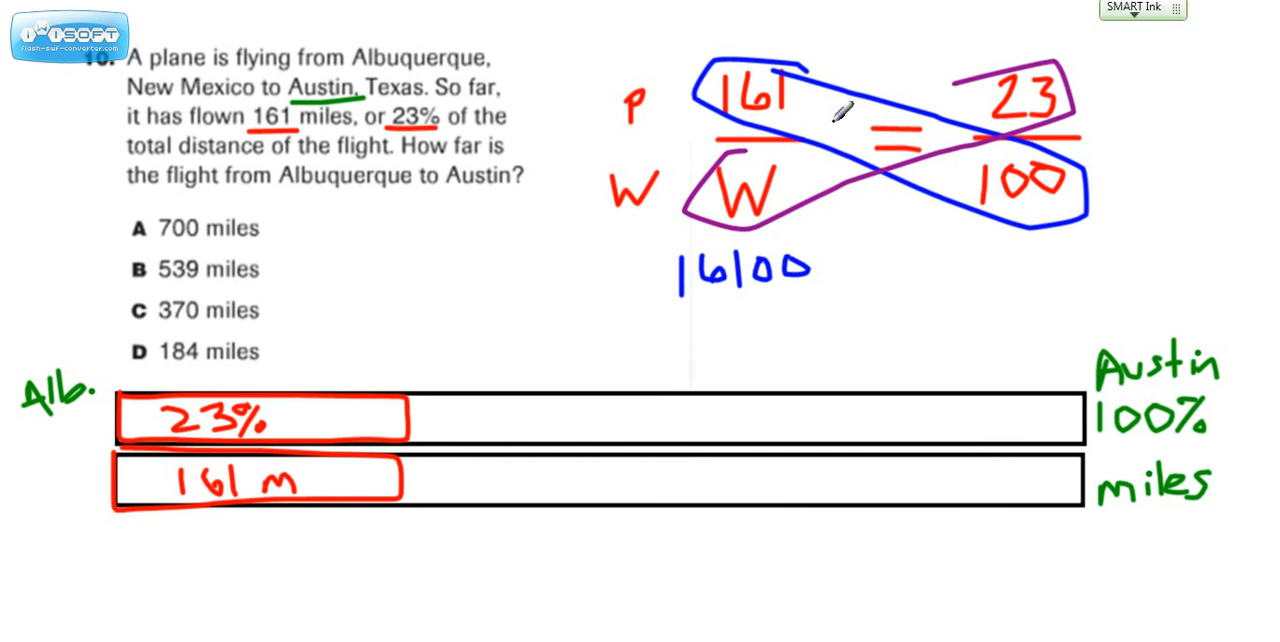 SMART Ink
iWiSOFT
flash-swf-converter.com
10. A plane is flying from Albuquerque,
New Mexico to Austin, Texas. So far,
it has flown 161 miles, or 23% of the
total distance of the flight. How far is
the flight from Albuquerque to Austin?
A 700 miles
B 539 miles
C 370 miles
D 184 miles
P 161 = 23
W W 100
16100
Alb.
Austin
23% 100%
161 m miles